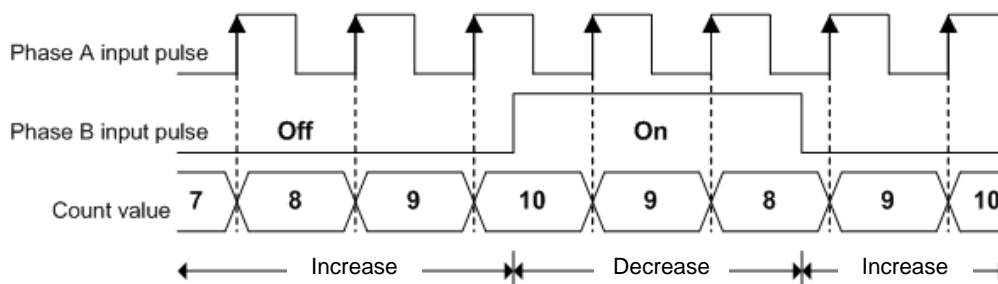 Phase A input pulse
Phase B input pulse Off On
Count value 7 8 9 10 9 8 9 10
Increase Decrease Increase